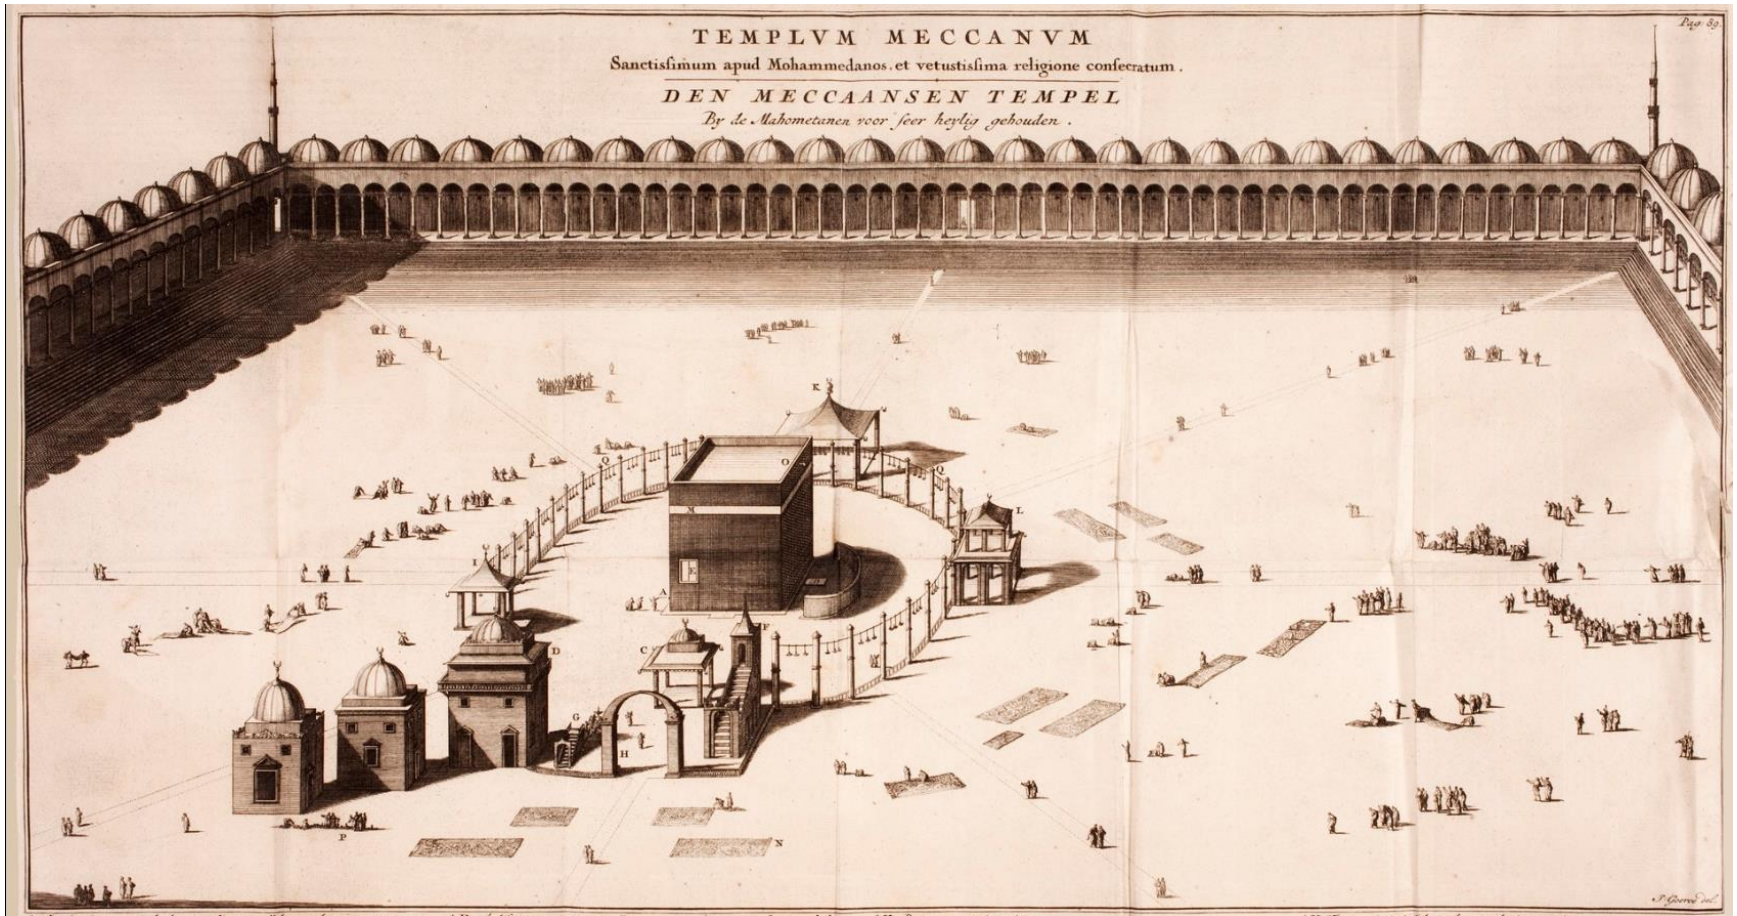 Pag. 89.
TEMPLVM MECCANVM
Sanctiſſimum apud Mohammedanos. et vetuſtiſſima religione conſecratum.
DEN MECCAANSEN TEMPEL
By de Mahometanen voor ſeer heylig gehouden.
K
Q
O
Q
M
L
I
E
A
F
C
D
G
H
P
N
J. Goeree del.